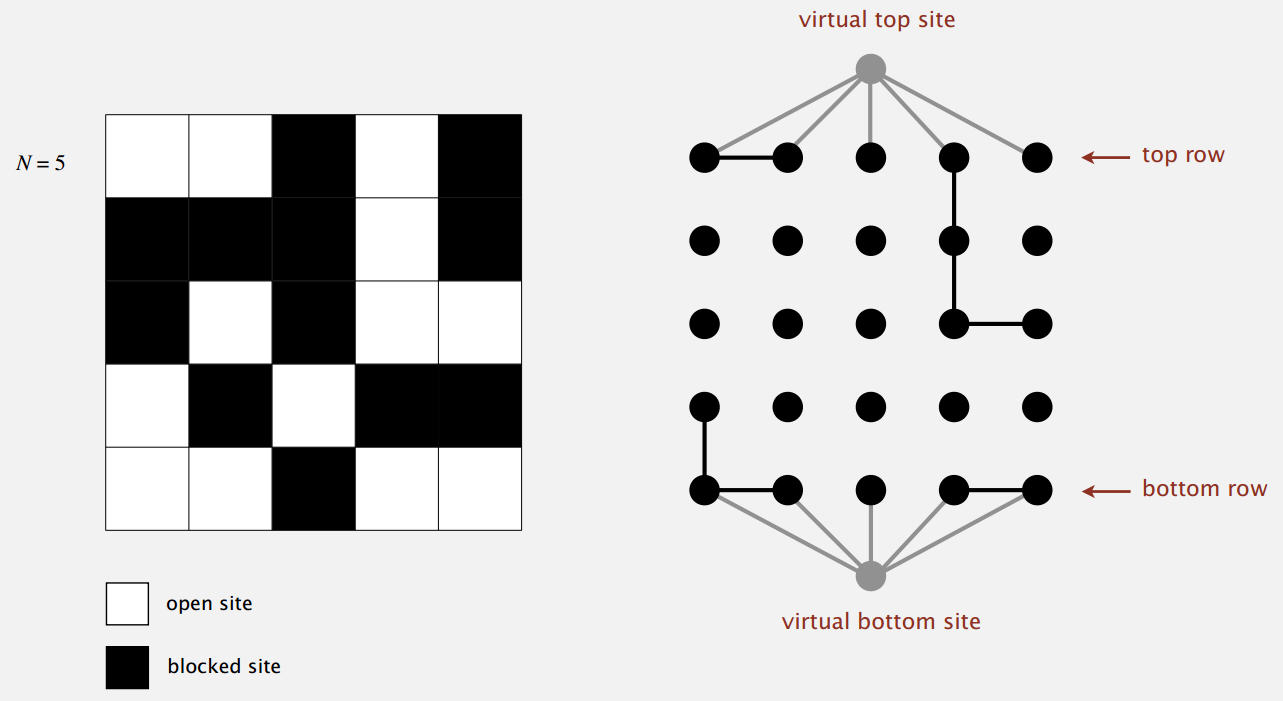 virtual top site
N = 5
top row
bottom row
open site
virtual bottom site
blocked site